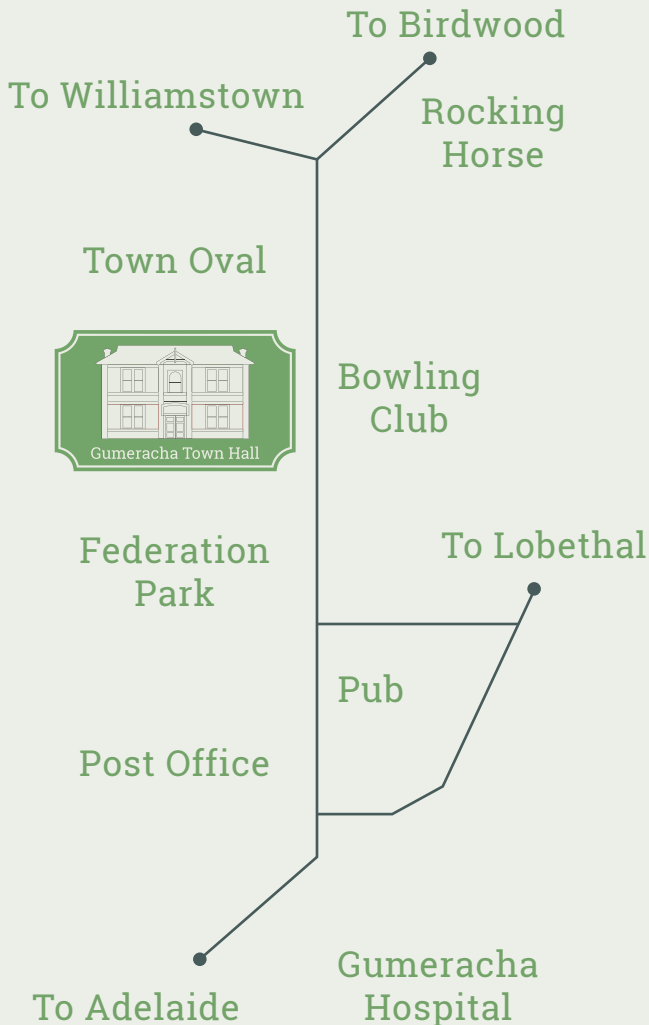 To Birdwood
To Williamstown
Rocking
Horse
Town Oval
Gumeracha Town Hall
Bowling
Club
Federation
Park
To Lobethal
Pub
Post Office
Gumeracha
Hospital
To Adelaide